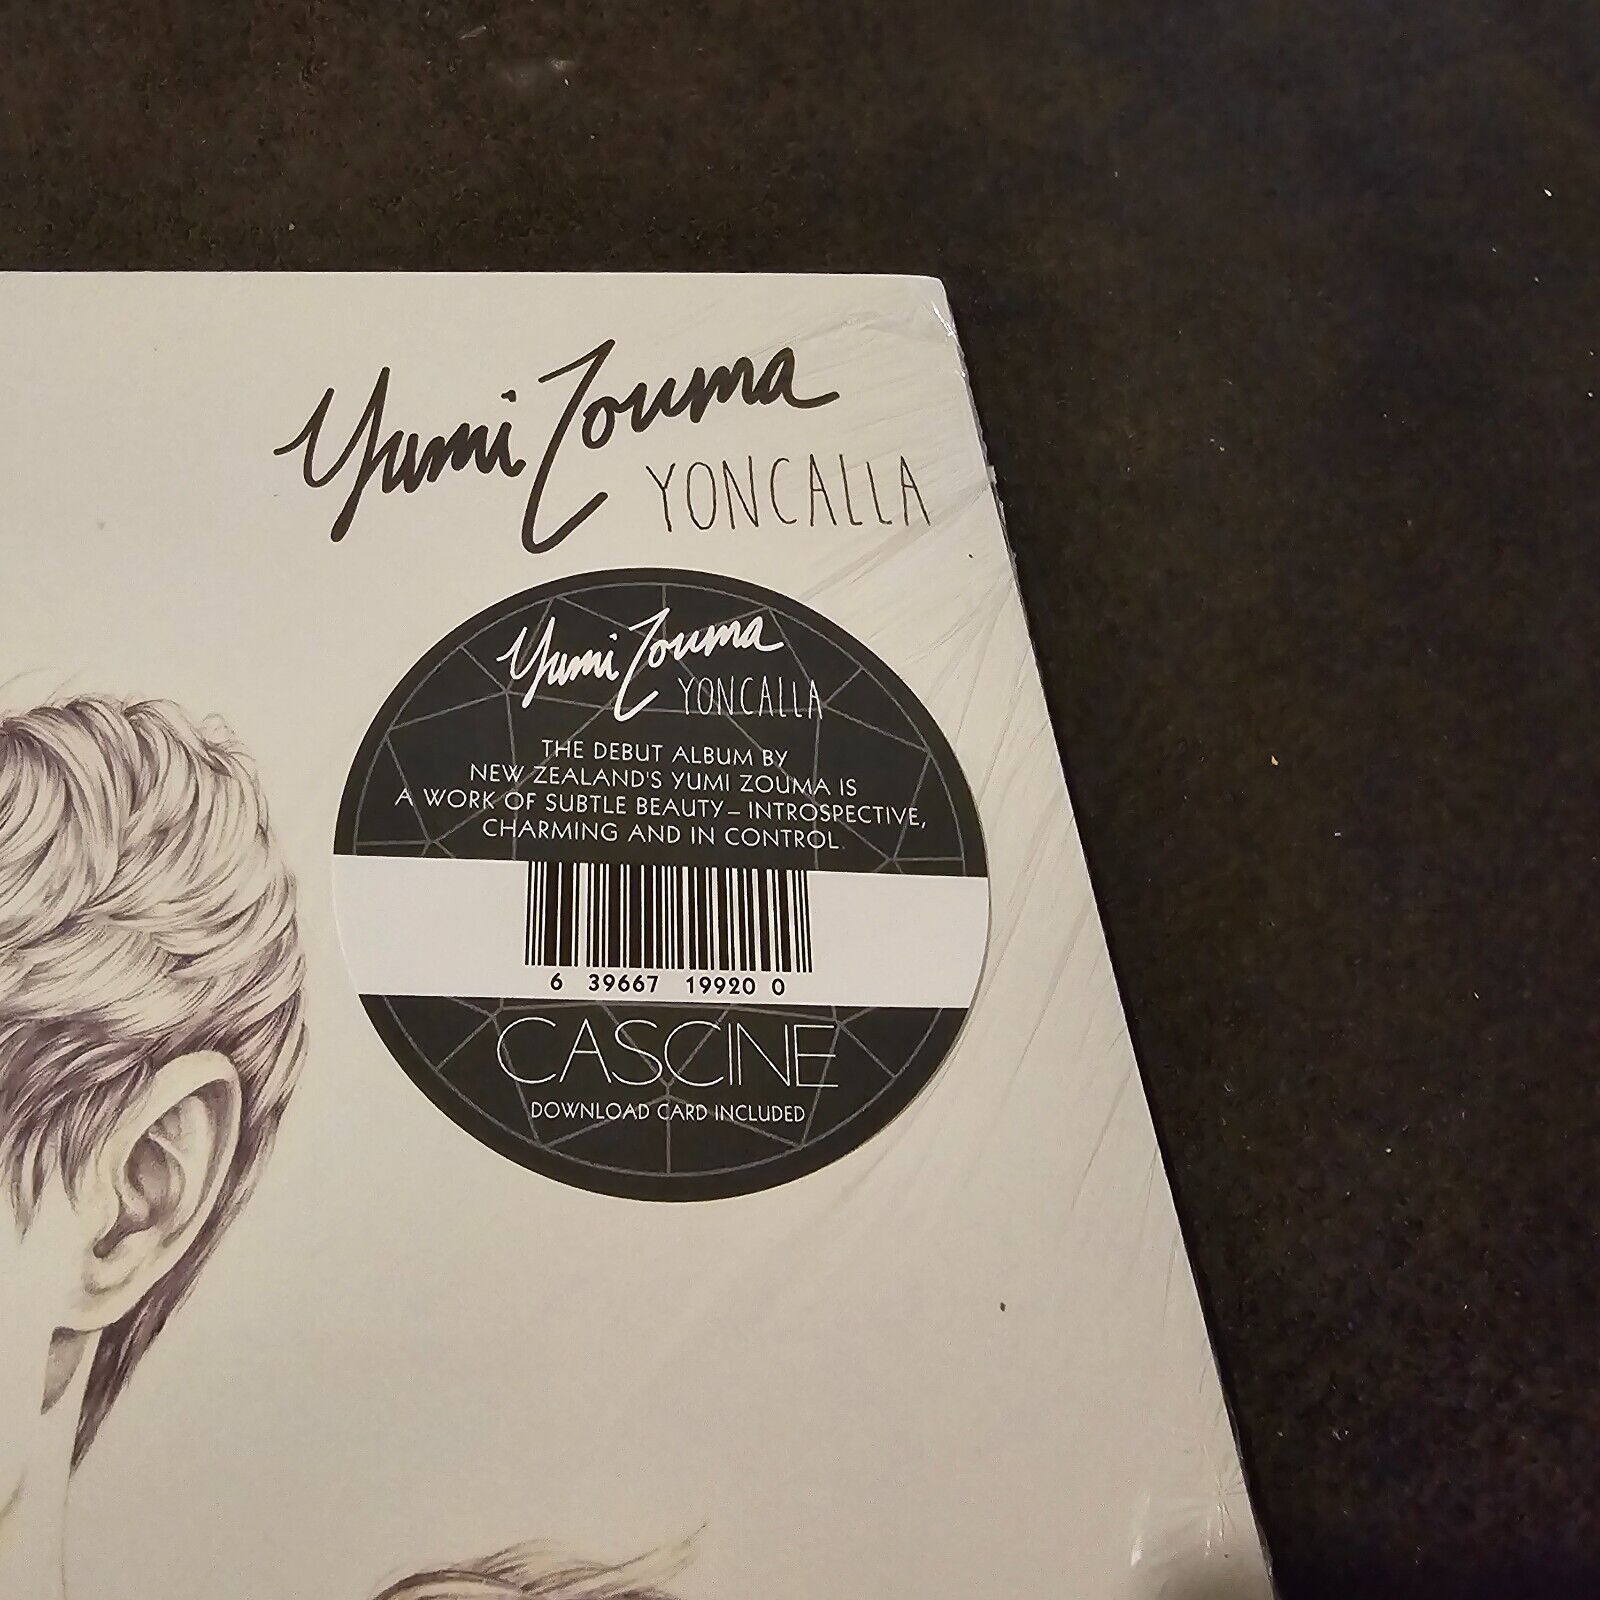 Yumi Zouma
YONCALLA
Yumi Zouma
YONCALLA
THE DEBUT ALBUM BY
NEW ZEALAND'S YUMI ZOUMA IS
A WORK OF SUBTLE BEAUTY – INTROSPECTIVE,
CHARMING AND IN CONTROL.
6 39667 19920 0
CASCINE
DOWNLOAD CARD INCLUDED